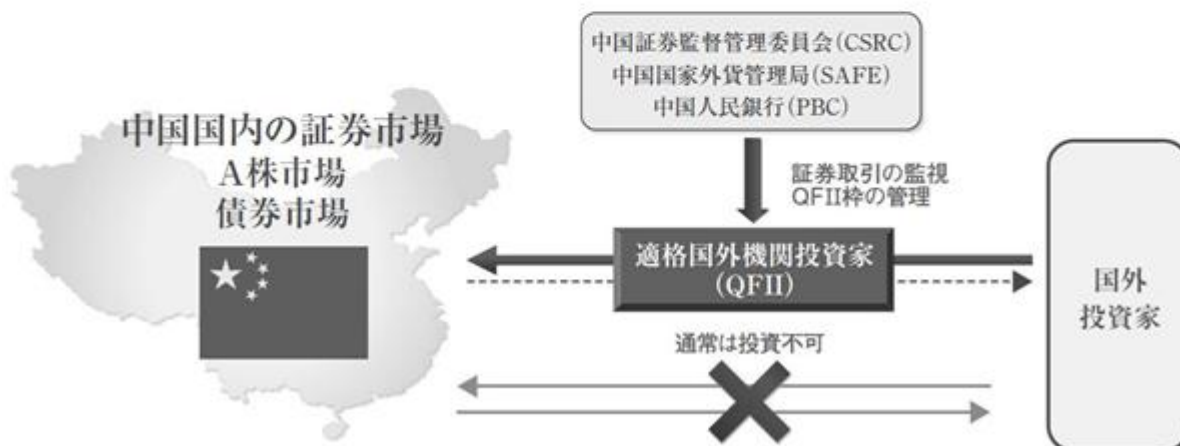 中国証券監督管理委員会(CSRC)
中国国家外貨管理局(SAFE)
中国人民銀行(PBC)
中国国内の証券市場
A株市場
債券市場
証券取引の監視
QFII枠の管理
適格国外機関投資家
(QFII)
国外
投資家
通常は投資不可